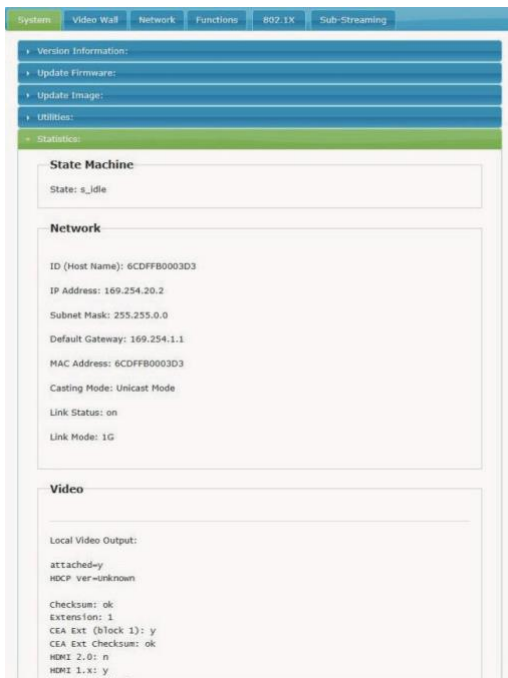 System Video Wall Network Functions 802.1X Sub-Streaming
Version Information:
Update Firmware:
Update Image:
Utilities:
Statistics:
State Machine
State: s_idle
Network
ID (Host Name): 6CDFFB0003D3
IP Address: 169.254.20.2
Subnet Mask: 255.255.0.0
Default Gateway: 169.254.1.1
MAC Address: 6CDFFB0003D3
Casting Mode: Unicast Mode
Link Status: on
Link Mode: 1G
Video
Local Video Output:
attached=y
HDCP ver=Unknown
Checksum: ok
Extension: 1
CEA Ext (block 1): y
CEA Ext Checksum: ok
HDMI 2.0: n
HDMI 1.x: y